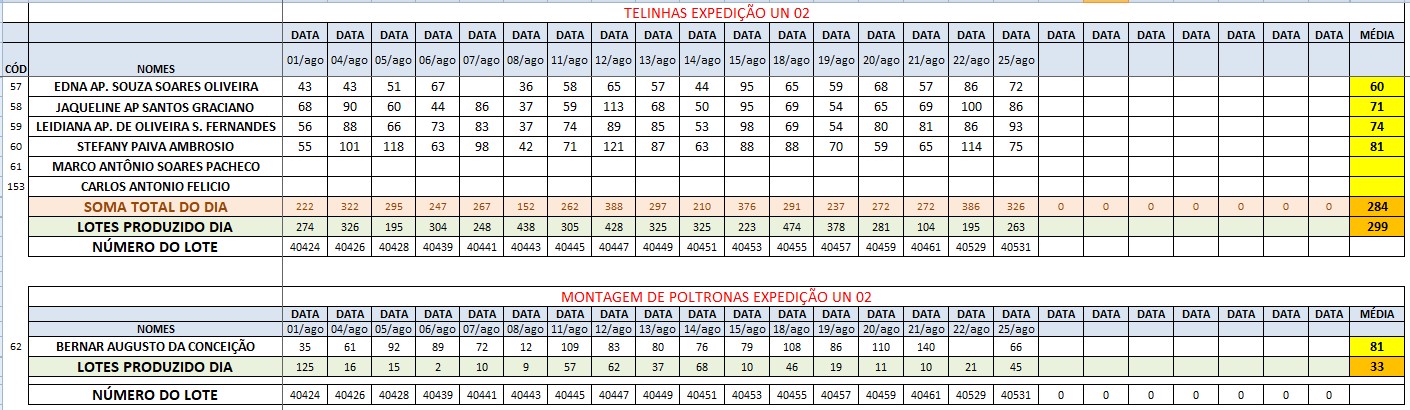 TELINHAS EXPEDIÇÃO UN 02
DATA DATA DATA DATA DATA DATA DATA DATA DATA DATA DATA DATA DATA DATA DATA DATA DATA DATA DATA DATA DATA DATA DATA DATA MÉDIA
CÓD NOMES 01/ago 04/ago 05/ago 06/ago 07/ago 08/ago 11/ago 12/ago 13/ago 14/ago 15/ago 18/ago 19/ago 20/ago 21/ago 22/ago 25/ago
57 EDNA AP. SOUZA SOARES OLIVEIRA 43 43 51 67 36 58 65 57 44 95 65 59 68 57 86 72 60
58 JAQUELINE AP SANTOS GRACIANO 68 90 60 44 86 37 59 113 68 50 95 69 54 65 69 100 86 71
59 LEIDIANA AP. DE OLIVEIRA S. FERNANDES 56 88 66 73 83 37 74 89 85 53 98 69 54 80 81 86 93 74
60 STEFANY PAIVA AMBROSIO 55 101 118 63 98 42 71 121 87 63 88 88 70 59 65 114 75 81
61 MARCO ANTÔNIO SOARES PACHECO
153 CARLOS ANTONIO FELICIO
SOMA TOTAL DO DIA 222 322 295 247 267 152 262 388 297 210 376 291 237 272 272 386 326 0 0 0 0 0 0 0 284
LOTES PRODUZIDO DIA 274 326 195 304 248 438 305 428 325 325 223 474 378 281 104 195 263 299
NÚMERO DO LOTE 40424 40426 40428 40439 40441 40443 40445 40447 40449 40451 40453 40455 40457 40459 40461 40529 40531
MONTAGEM DE POLTRONAS EXPEDIÇÃO UN 02
DATA DATA DATA DATA DATA DATA DATA DATA DATA DATA DATA DATA DATA DATA DATA DATA DATA DATA DATA DATA DATA DATA DATA DATA MÉDIA
NOMES 01/ago 04/ago 05/ago 06/ago 07/ago 08/ago 11/ago 12/ago 13/ago 14/ago 15/ago 18/ago 19/ago 20/ago 21/ago 22/ago 25/ago
62 BERNAR AUGUSTO DA CONCEIÇÃO 35 61 92 89 72 12 109 83 80 76 79 108 86 110 140 66 81
LOTES PRODUZIDO DIA 125 16 15 2 10 9 57 62 37 68 10 46 19 11 10 21 45 33
NÚMERO DO LOTE 40424 40426 40428 40439 40441 40443 40445 40447 40449 40451 40453 40455 40457 40459 40461 40529 40531 0 0 0 0 0 0 0